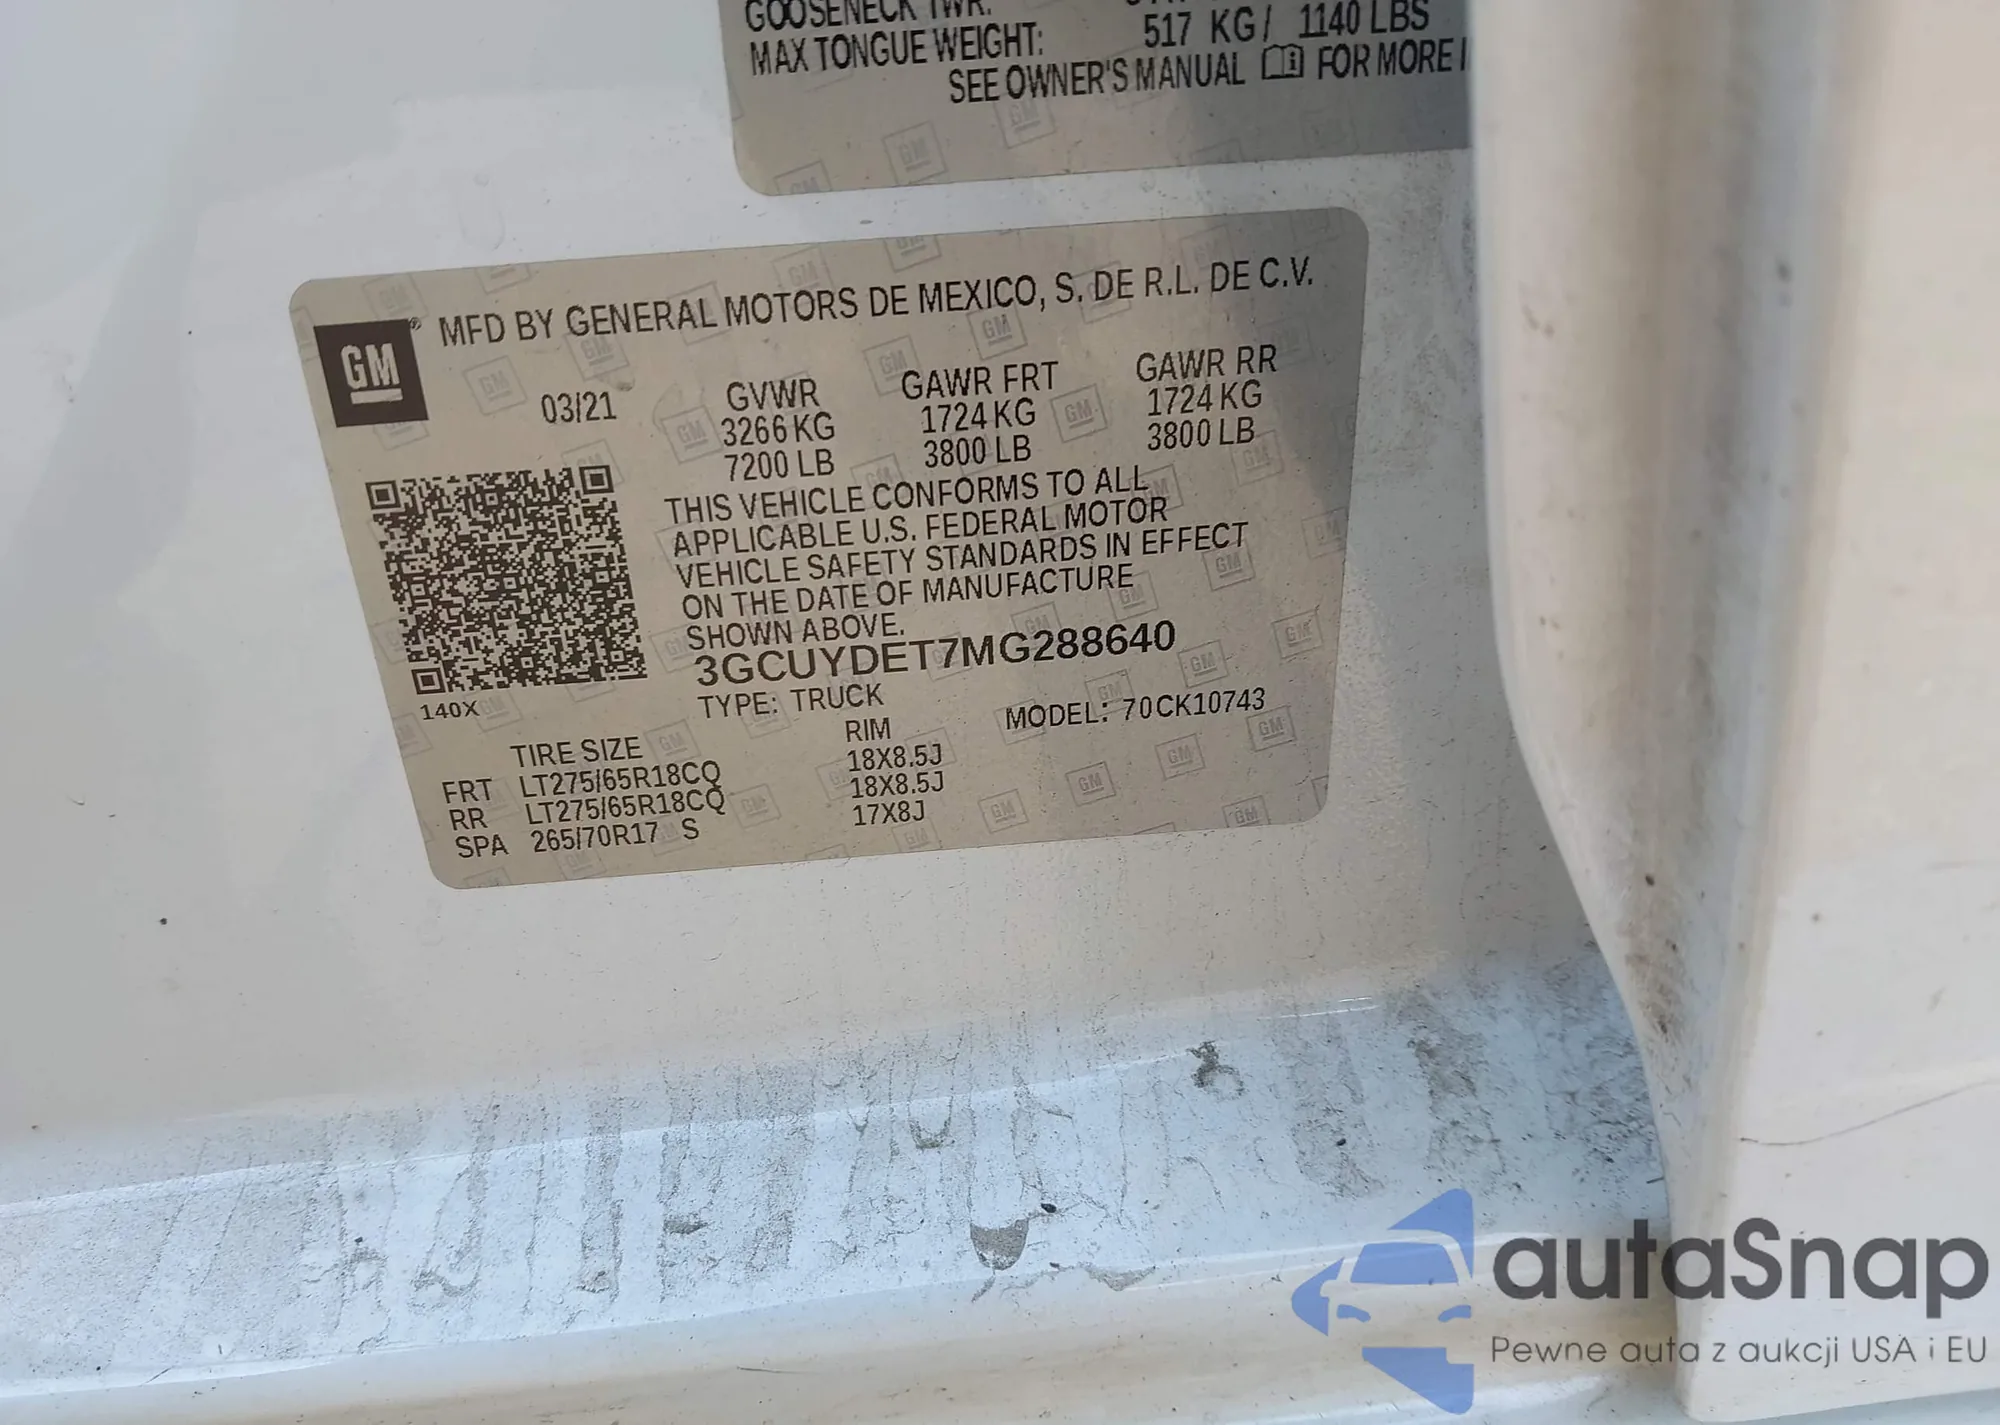 GOOSENECK TWR:
MAX TONGUE WEIGHT: 517 KG / 1140 LBS
SEE OWNER'S MANUAL FOR MORE
GM® MFD BY GENERAL MOTORS DE MEXICO, S. DE R.L. DE C.V.
03/21 GVWR GAWR FRT GAWR RR
3266 KG 1724 KG 1724 KG
7200 LB 3800 LB 3800 LB
THIS VEHICLE CONFORMS TO ALL
APPLICABLE U.S. FEDERAL MOTOR
VEHICLE SAFETY STANDARDS IN EFFECT
ON THE DATE OF MANUFACTURE
SHOWN ABOVE.
3GCUYDET7MG288640
140X TYPE: TRUCK MODEL: 70CK10743
TIRE SIZE RIM
FRT LT275/65R18CQ 18X8.5J
RR LT275/65R18CQ 18X8.5J
SPA 265/70R17 S 17X8J
autaSnap
Pewne auta z aukcji USA i EU